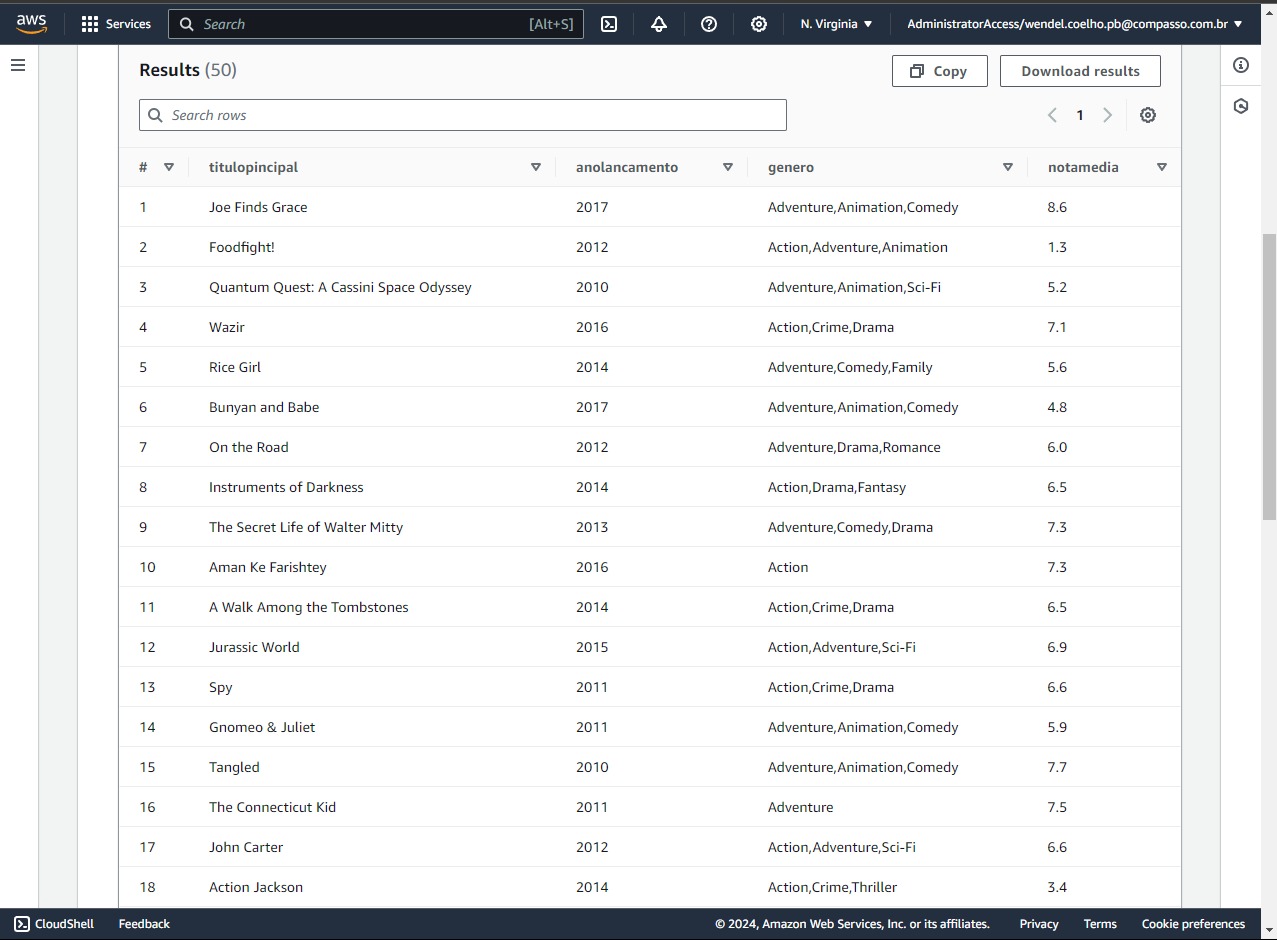 aws Services Search [Alt+S] N. Virginia AdministratorAccess/wendel.coelho.pb@compasso.com.br
Results (50) Copy Download results
Search rows 1
# titulopincipal anolancamento genero notamedia
1 Joe Finds Grace 2017 Adventure,Animation,Comedy 8.6
2 Foodfight! 2012 Action,Adventure,Animation 1.3
3 Quantum Quest: A Cassini Space Odyssey 2010 Adventure,Animation,Sci-Fi 5.2
4 Wazir 2016 Action,Crime,Drama 7.1
5 Rice Girl 2014 Adventure,Comedy,Family 5.6
6 Bunyan and Babe 2017 Adventure,Animation,Comedy 4.8
7 On the Road 2012 Adventure,Drama,Romance 6.0
8 Instruments of Darkness 2014 Action,Drama,Fantasy 6.5
9 The Secret Life of Walter Mitty 2013 Adventure,Comedy,Drama 7.3
10 Aman Ke Farishtey 2016 Action 7.3
11 A Walk Among the Tombstones 2014 Action,Crime,Drama 6.5
12 Jurassic World 2015 Action,Adventure,Sci-Fi 6.9
13 Spy 2011 Action,Crime,Drama 6.6
14 Gnomeo & Juliet 2011 Adventure,Animation,Comedy 5.9
15 Tangled 2010 Adventure,Animation,Comedy 7.7
16 The Connecticut Kid 2011 Adventure 7.5
17 John Carter 2012 Action,Adventure,Sci-Fi 6.6
18 Action Jackson 2014 Action,Crime,Thriller 3.4
CloudShell Feedback © 2024, Amazon Web Services, Inc. or its affiliates. Privacy Terms Cookie preferences